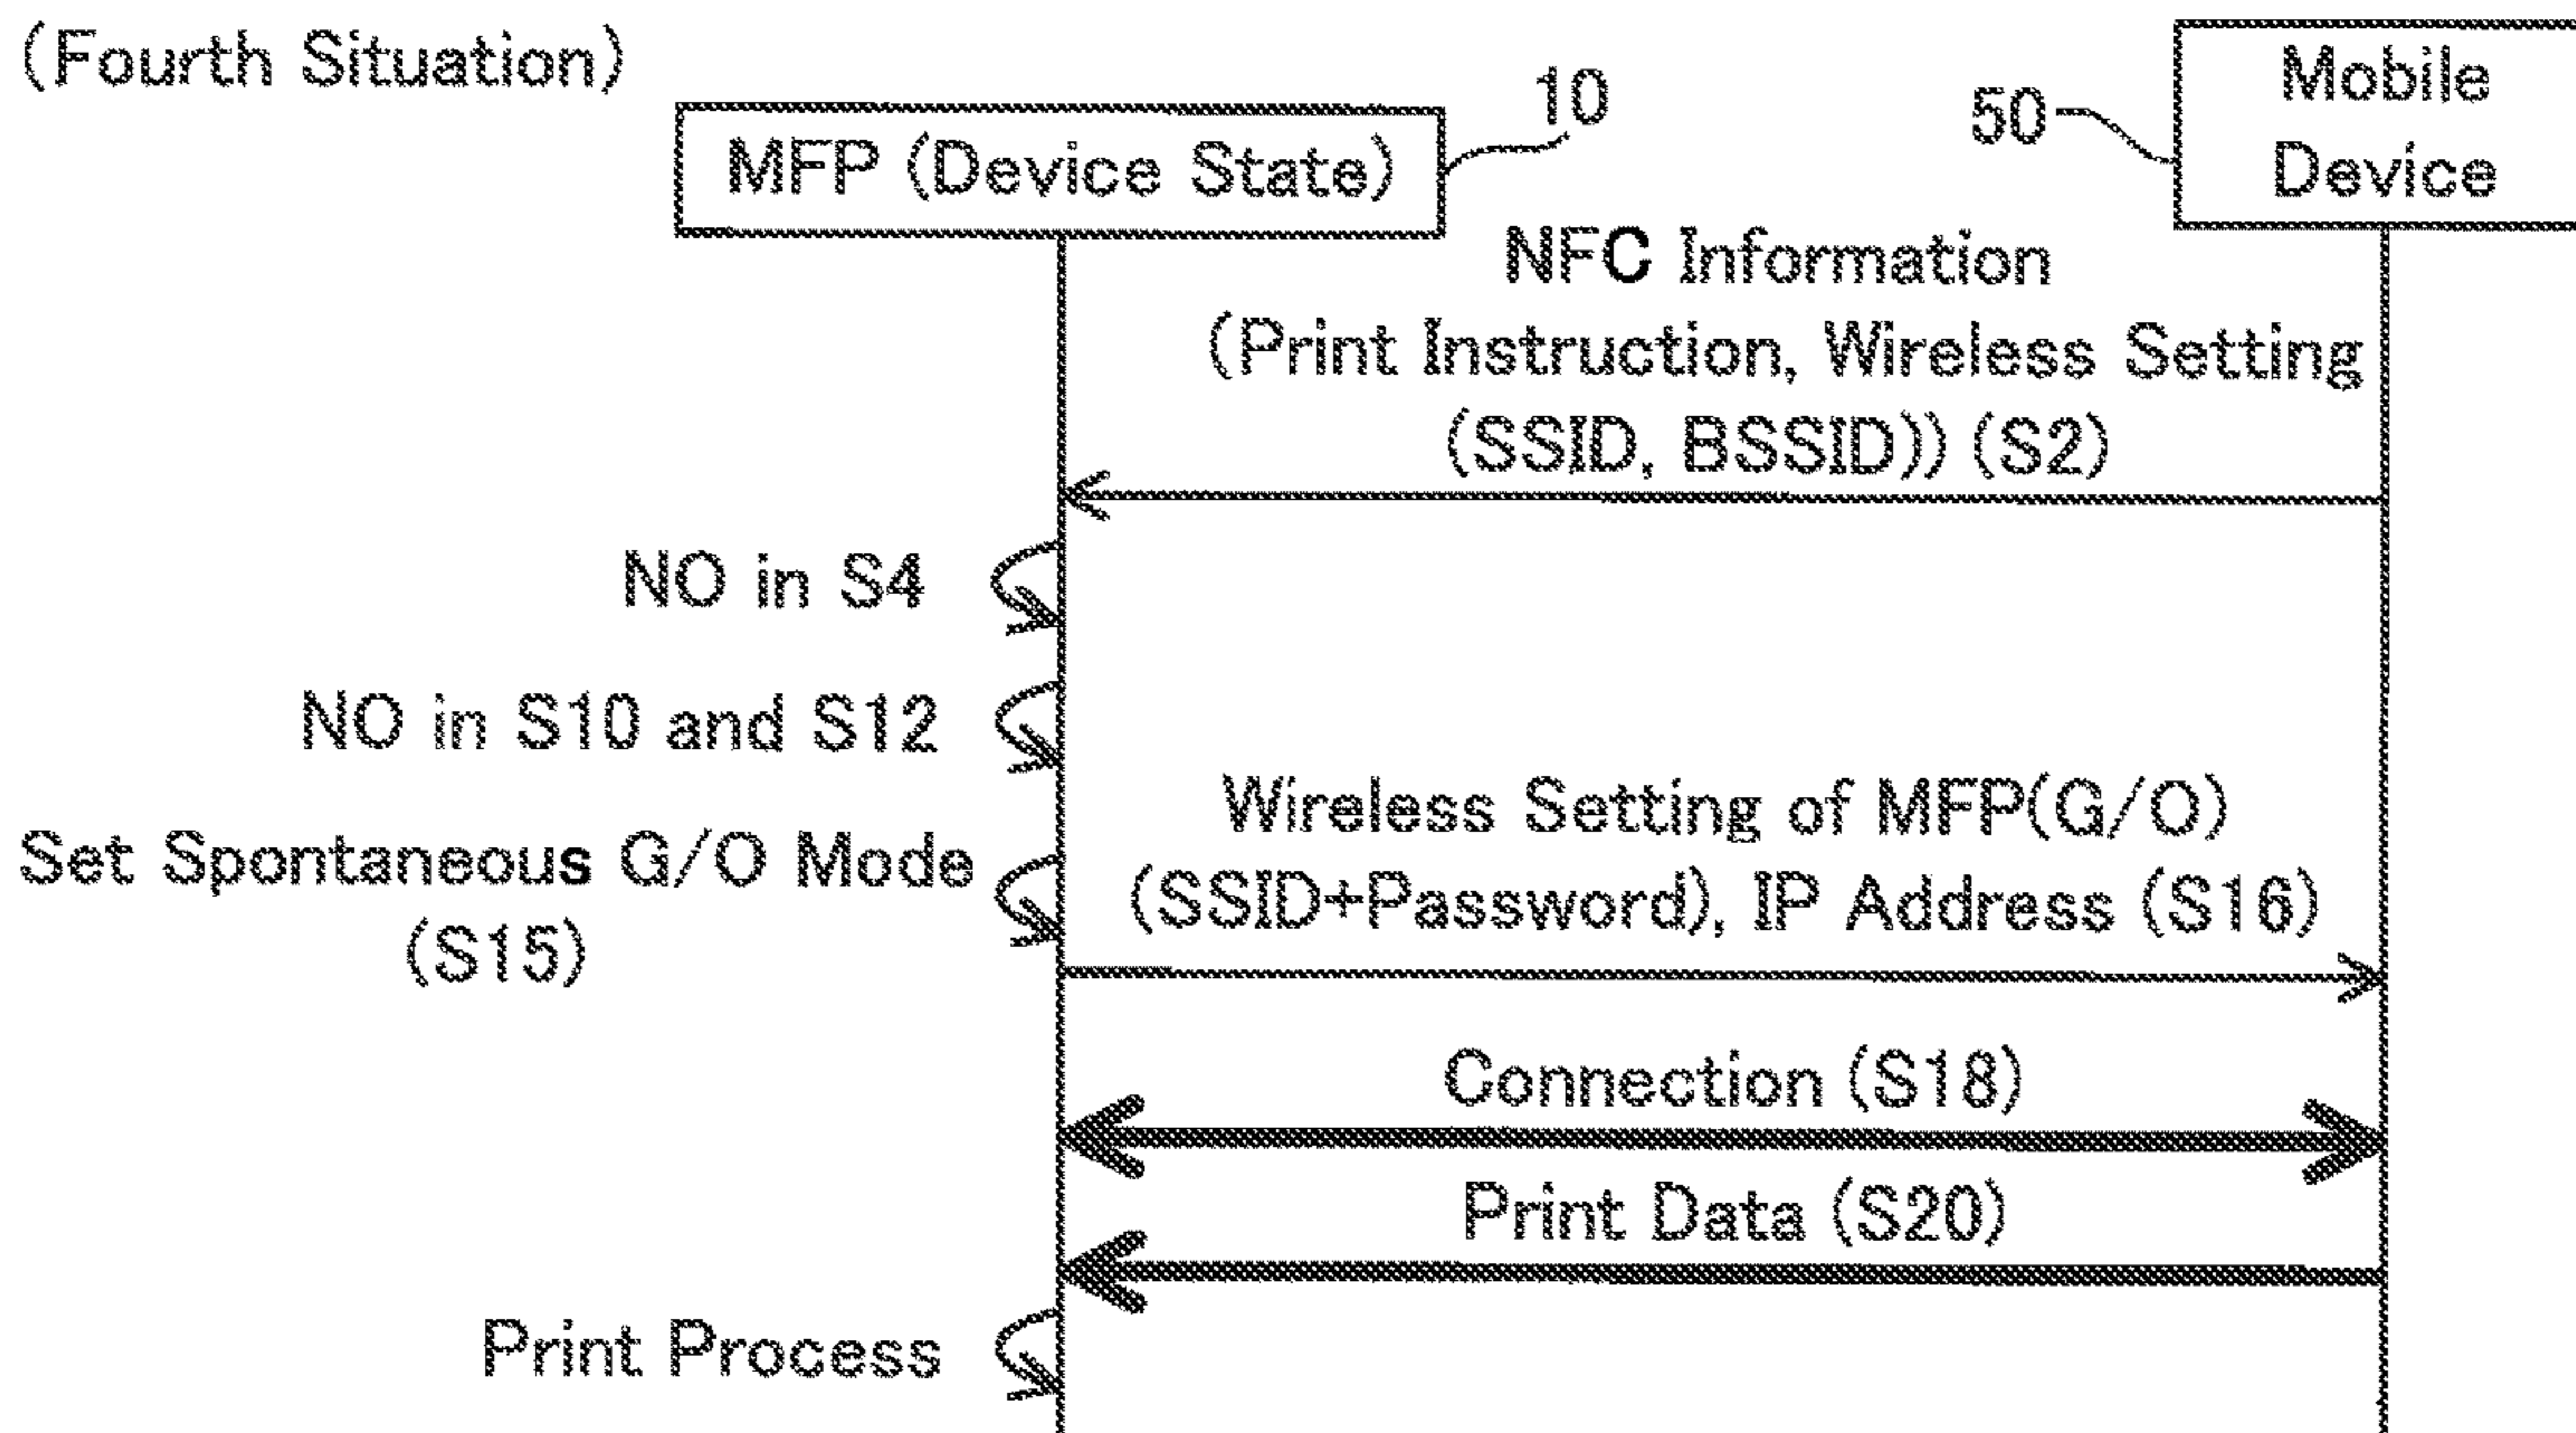 (Fourth Situation)
MFP (Device State)
10
50
Mobile
Device
NFC Information
(Print Instruction, Wireless Setting
(SSID, BSSID)) (S2)
NO in S4
NO in S10 and S12
Set Spontaneous G/O Mode
(S15)
Wireless Setting of MFP(G/O)
(SSID+Password), IP Address (S16)
Connection (S18)
Print Data (S20)
Print Process